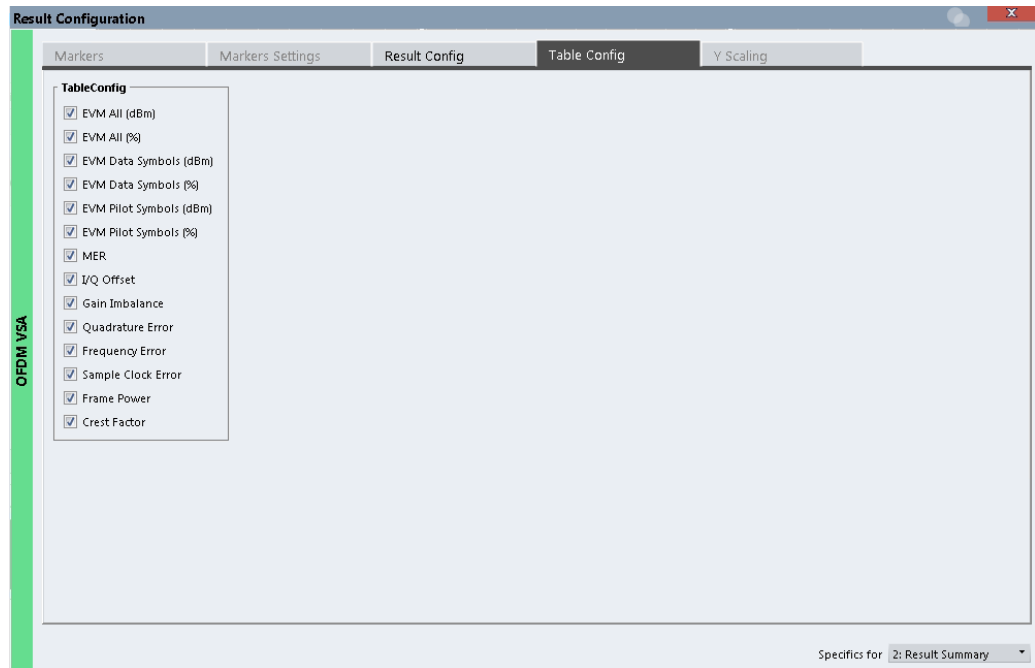 Result Configuration
Markers
Markers Settings
Result Config
Table Config
Y Scaling
TableConfig
EVM All (dBm)
EVM All (%)
EVM Data Symbols (dBm)
EVM Data Symbols (%)
EVM Pilot Symbols (dBm)
EVM Pilot Symbols (%)
MER
I/Q Offset
Gain Imbalance
Quadrature Error
Frequency Error
Sample Clock Error
Frame Power
Crest Factor
OFDM VSA
Specifics for 2: Result Summary